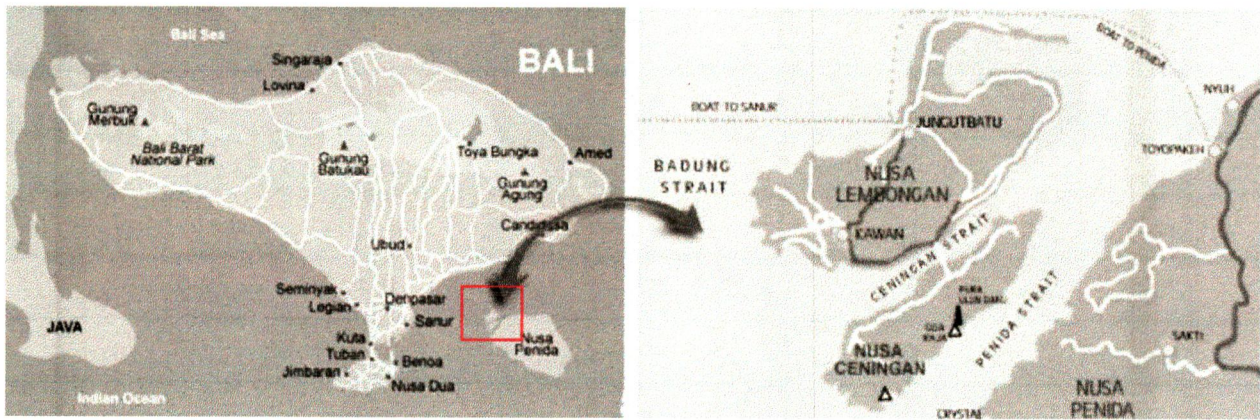 Bali Sea
BALI
Singaraja
Lovina
Gunung
Merbuk
Bali Barat
National Park
Gunung
Batukau
Toya Bungka
Amed
Gunung
Agung
Candidasa
Ubud
Seminyak
Legian
Denpasar
Sanur
Kuta
Tuban
Jimbaran
Benoa
Nusa Dua
Nusa
Penida
JAVA
Indian Ocean
BOAT TO PENIDA
BOAT TO SANUR
NYUH
JUNGUTBATU
TOYOPAKEH
BADUNG
STRAIT
NUSA
LEMBONGAN
KAWAN
CENINGAN STRAIT
PURA
GOA
PENIDA STRAIT
SAKTI
NUSA
CENINGAN
NUSA
PENIDA
CRYSTAL